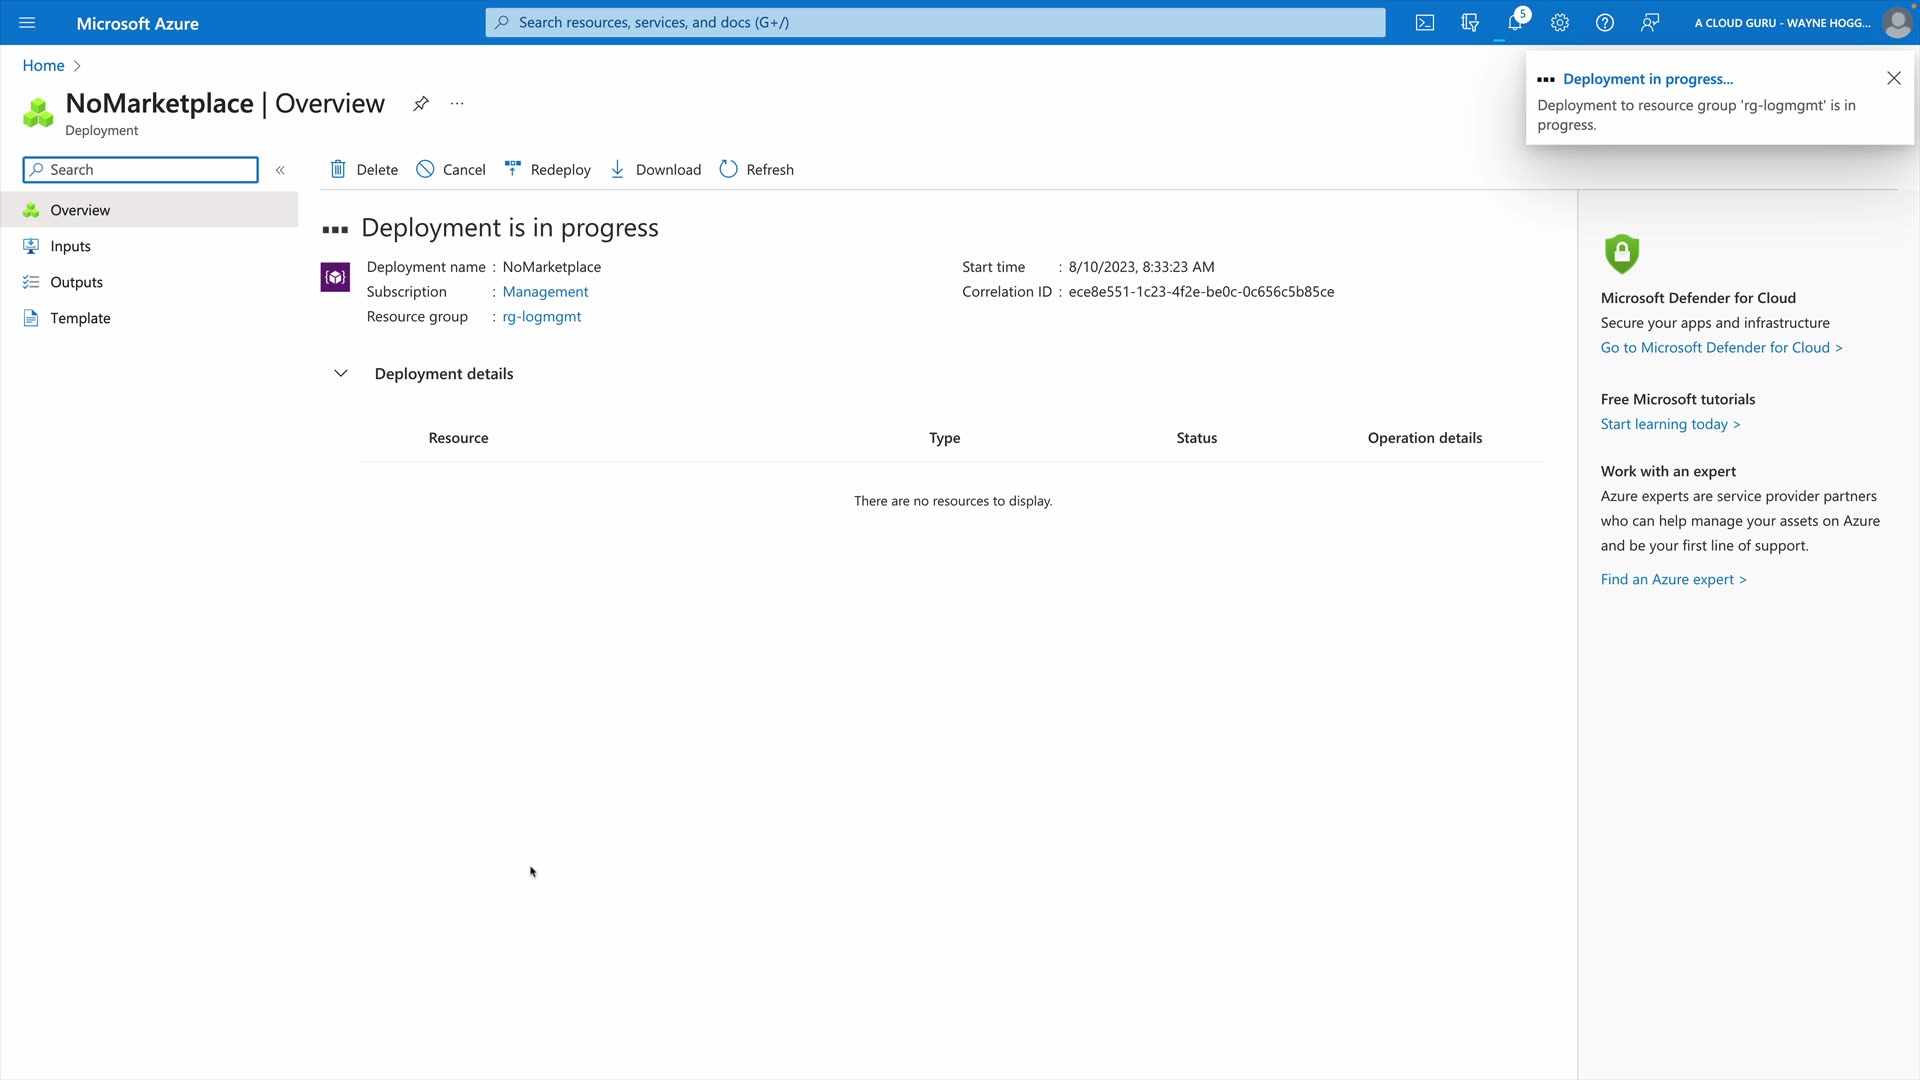 Microsoft Azure
Search resources, services, and docs (G+/)
5
A CLOUD GURU - WAYNE HOGG...
Home
Deployment in progress...
Deployment to resource group 'rg-logmgmt' is in
progress.
NoMarketplace | Overview
Deployment
Search
Delete
Cancel
Redeploy
Download
Refresh
Overview
Inputs
Outputs
Template
Deployment is in progress
Deployment name : NoMarketplace
Subscription : Management
Resource group : rg-logmgmt
Start time : 8/10/2023, 8:33:23 AM
Correlation ID : ece8e551-1c23-4f2e-be0c-0c656c5b85ce
Deployment details
Resource Type Status Operation details
There are no resources to display.
Microsoft Defender for Cloud
Secure your apps and infrastructure
Go to Microsoft Defender for Cloud >
Free Microsoft tutorials
Start learning today >
Work with an expert
Azure experts are service provider partners
who can help manage your assets on Azure
and be your first line of support.
Find an Azure expert >